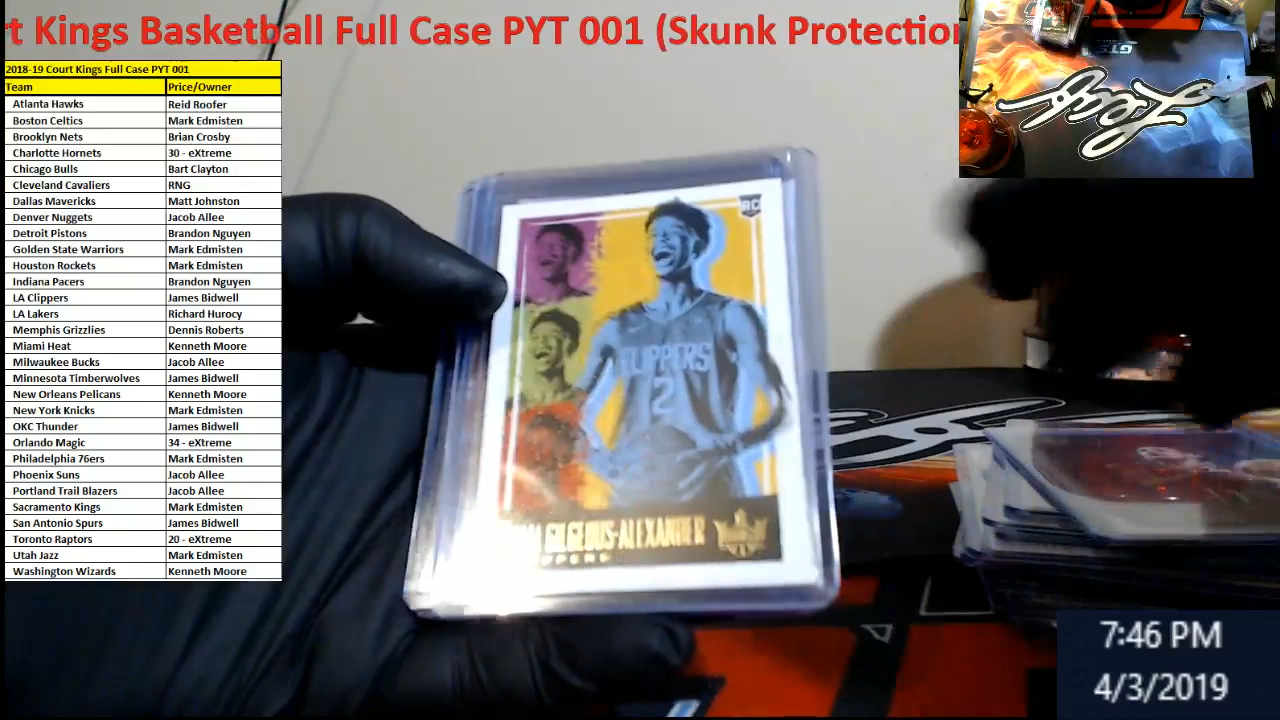 rt Kings Basketball Full Case PYT 001 (Skunk Protection
2018-19 Court Kings Full Case PYT 001
Team Price/Owner
Atlanta Hawks Reid Roofer
Boston Celtics Mark Edmisten
Brooklyn Nets Brian Crosby
Charlotte Hornets 30 - eXtreme
Chicago Bulls Bart Clayton
Cleveland Cavaliers RNG
Dallas Mavericks Matt Johnston
Denver Nuggets Jacob Allee
Detroit Pistons Brandon Nguyen
Golden State Warriors Mark Edmisten
Houston Rockets Mark Edmisten
Indiana Pacers Brandon Nguyen
LA Clippers James Bidwell
LA Lakers Richard Hurocy
Memphis Grizzlies Dennis Roberts
Miami Heat Kenneth Moore
Milwaukee Bucks Jacob Allee
Minnesota Timberwolves James Bidwell
New Orleans Pelicans Kenneth Moore
New York Knicks Mark Edmisten
OKC Thunder James Bidwell
Orlando Magic 34 - eXtreme
Philadelphia 76ers Mark Edmisten
Phoenix Suns Jacob Allee
Portland Trail Blazers Jacob Allee
Sacramento Kings Mark Edmisten
San Antonio Spurs James Bidwell
Toronto Raptors 20 - eXtreme
Utah Jazz Mark Edmisten
Washington Wizards Kenneth Moore
RC
CLIPPERS
2
GILGEOUS-ALEXANDER
GTS
Leaf
7:46 PM
4/3/2019